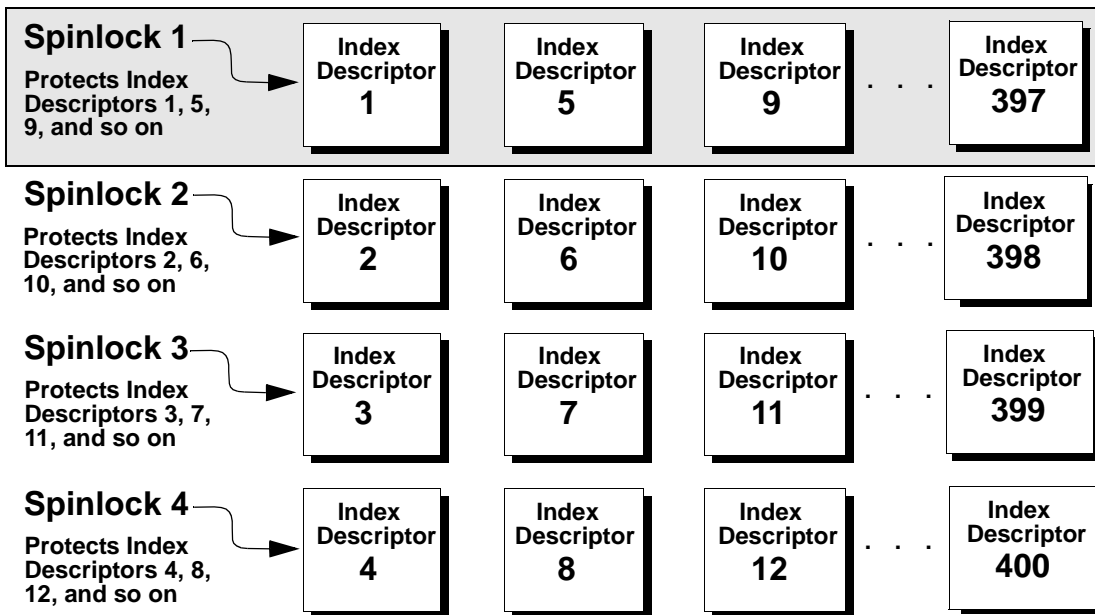 Spinlock 1
Protects Index
Descriptors 1, 5,
9, and so on
Index
Descriptor
1
Index
Descriptor
5
Index
Descriptor
9
. . .
Index
Descriptor
397
Spinlock 2
Protects Index
Descriptors 2, 6,
10, and so on
Index
Descriptor
2
Index
Descriptor
6
Index
Descriptor
10
. . .
Index
Descriptor
398
Spinlock 3
Protects Index
Descriptors 3, 7,
11, and so on
Index
Descriptor
3
Index
Descriptor
7
Index
Descriptor
11
. . .
Index
Descriptor
399
Spinlock 4
Protects Index
Descriptors 4, 8,
12, and so on
Index
Descriptor
4
Index
Descriptor
8
Index
Descriptor
12
. . .
Index
Descriptor
400